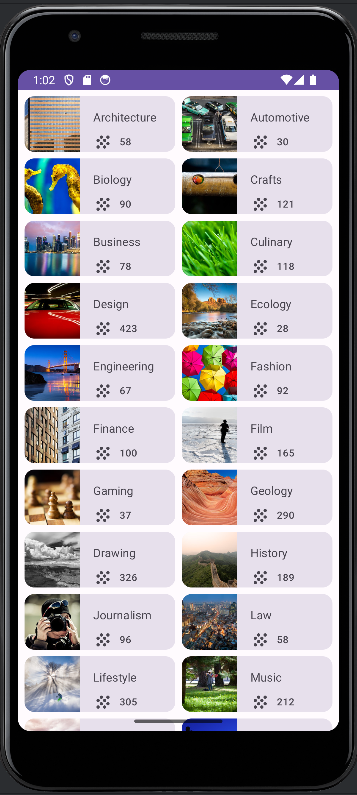 1:02
Architecture
58
Automotive
30
Biology
90
Crafts
121
Business
78
Culinary
118
Design
423
Ecology
28
Engineering
67
Fashion
92
Finance
100
Film
165
Gaming
37
Geology
290
Drawing
326
History
189
Journalism
96
Law
58
Lifestyle
305
Music
212